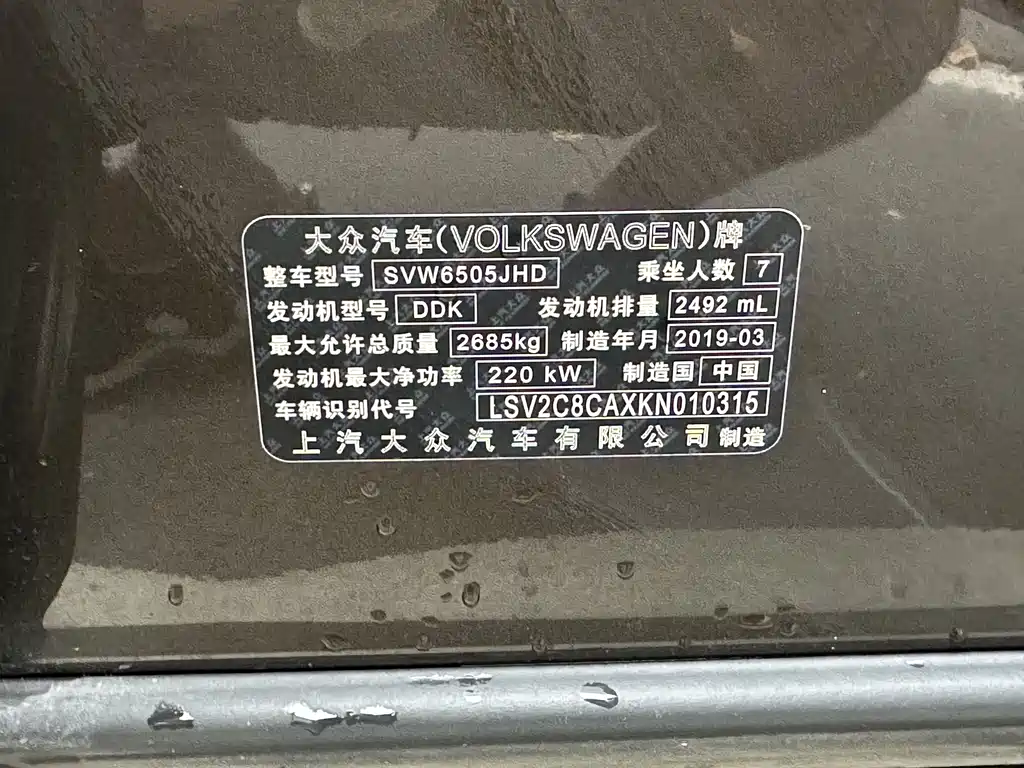 大众汽车(VOLKSWAGEN)牌
整车型号 SVW6505JHD 乘坐人数 7
发动机型号 DDK 发动机排量 2492 mL
最大允许总质量 2685kg 制造年月 2019-03
发动机最大净功率 220 kW 制造国 中国
车辆识别代号 LSV2C8CAXKN010315
上汽大众汽车有限公司制造